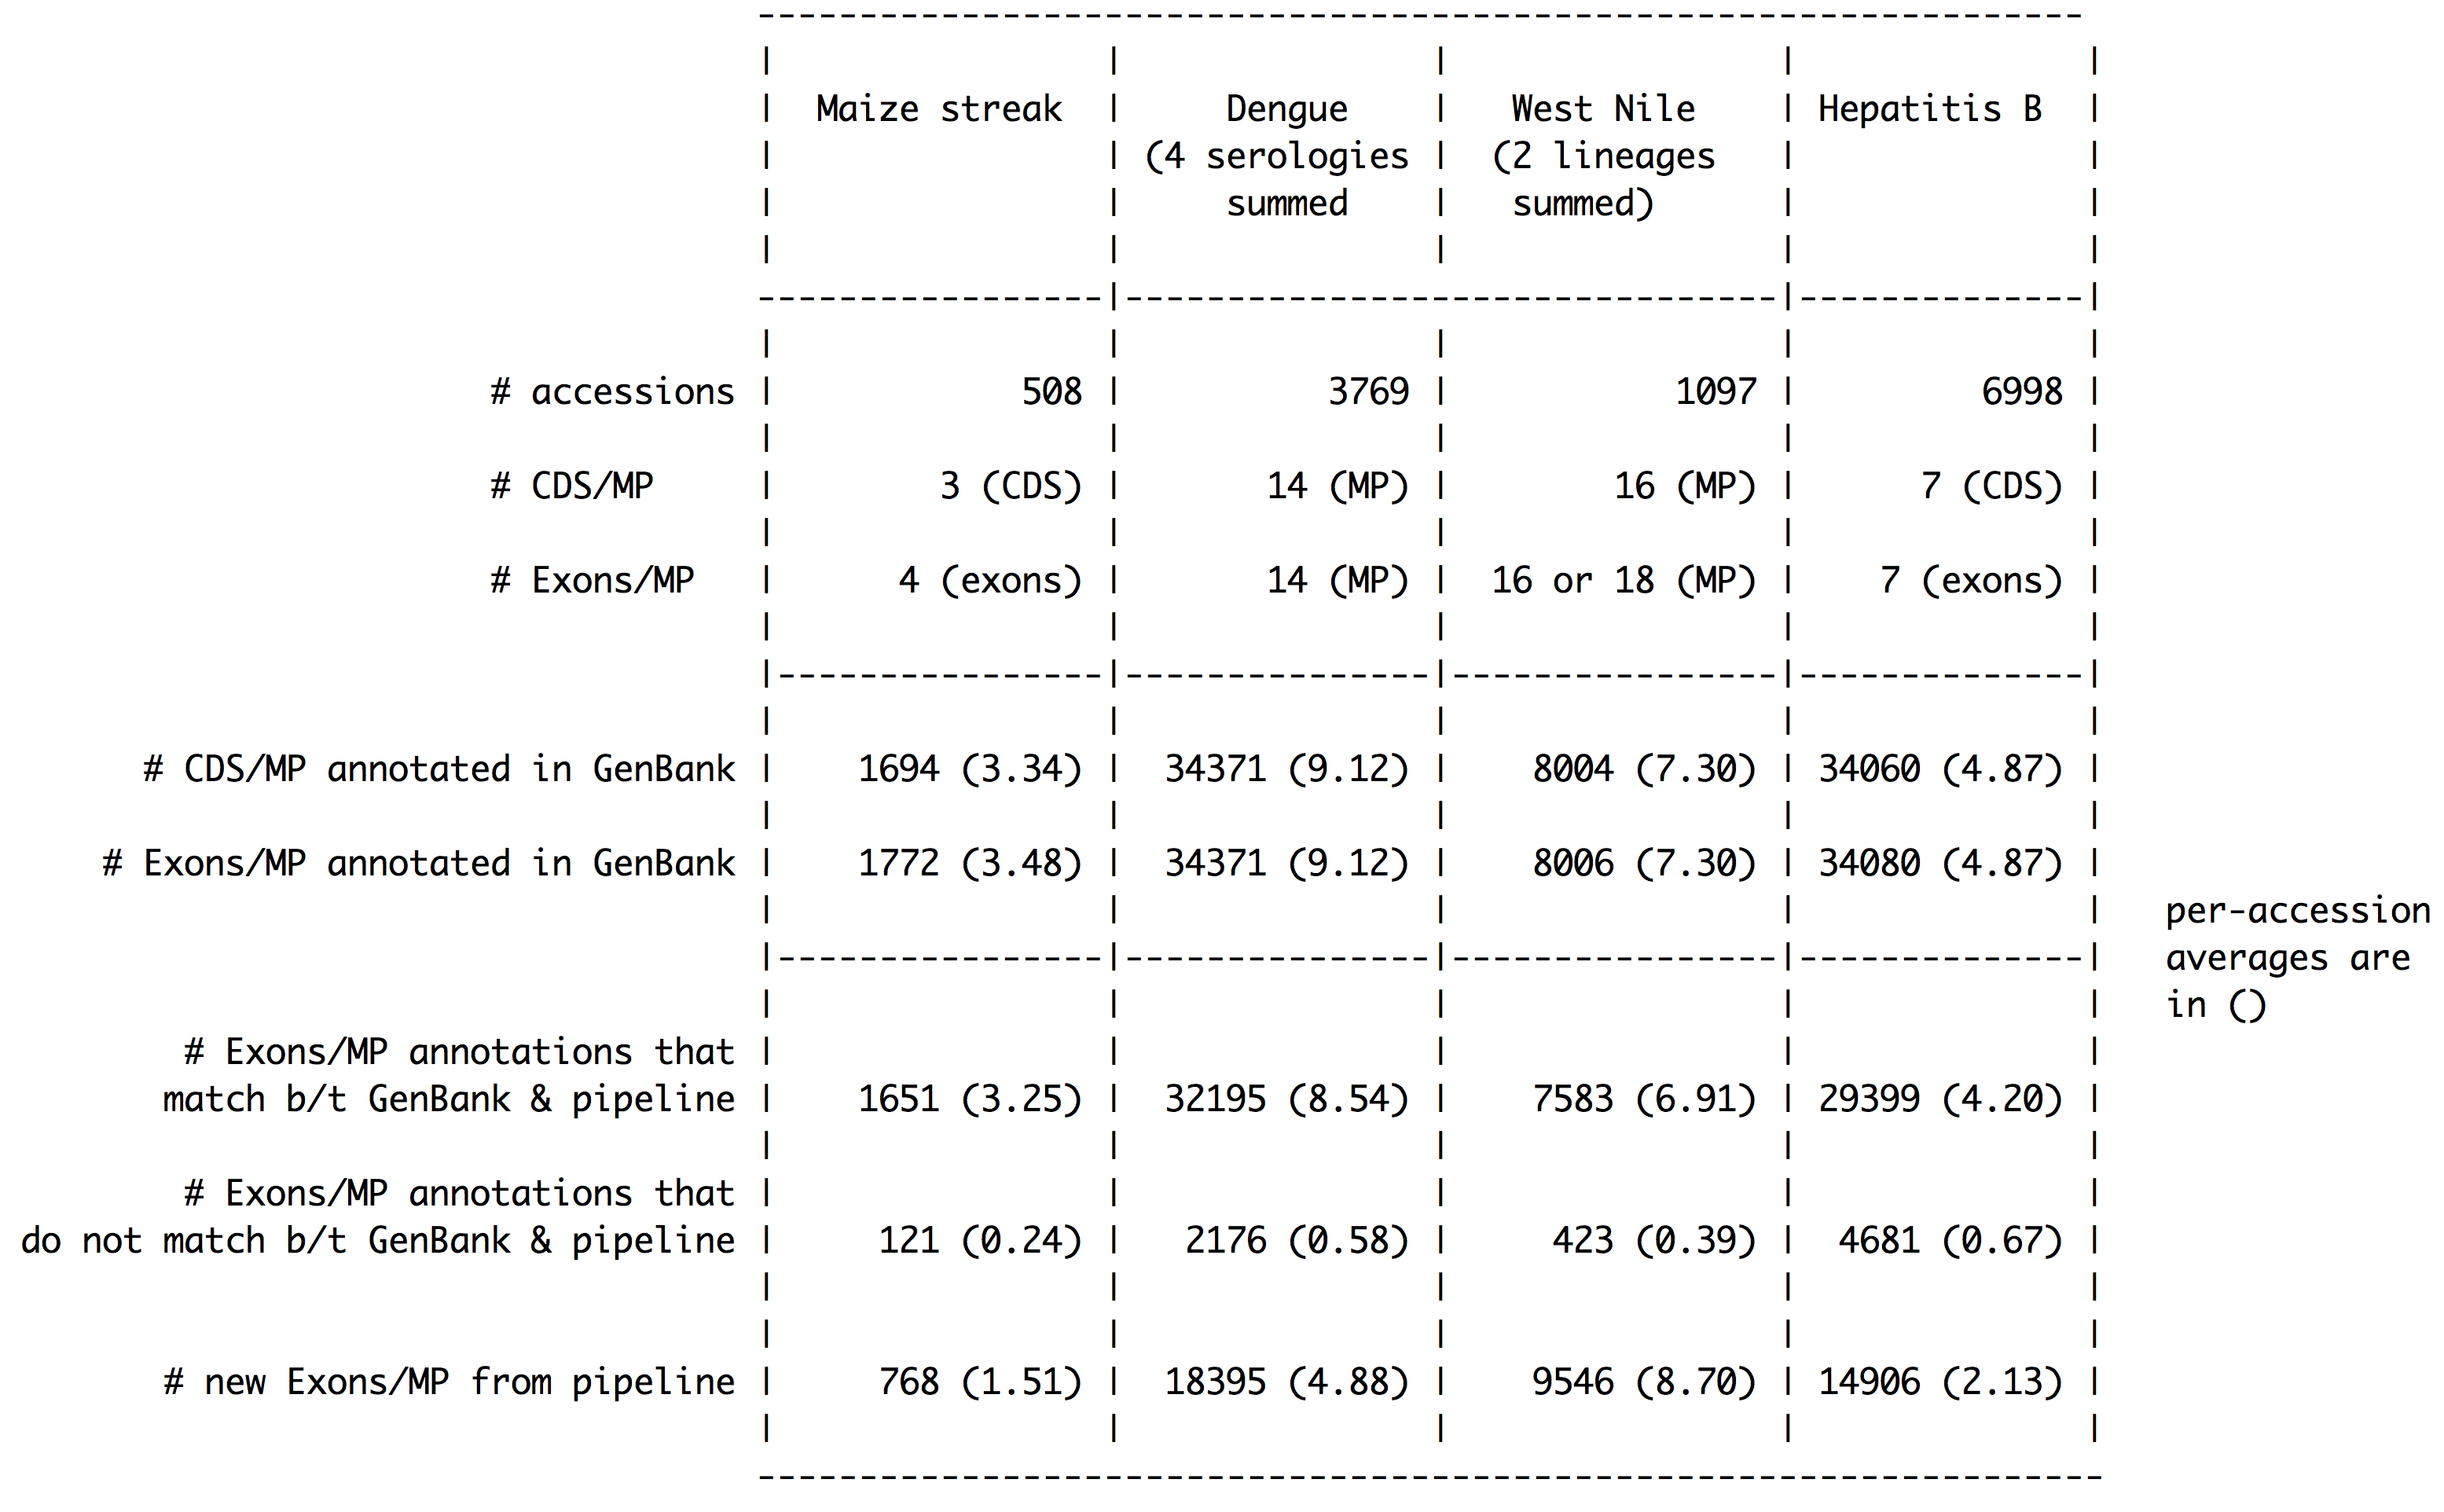 Maize streak | Dengue | West Nile | Hepatitis B
(4 serologies | (2 lineages
summed | summed)
# accessions | 508 | 3769 | 1097 | 6998 |
# CDS/MP | 3 (CDS) | 14 (MP) | 16 (MP) | 7 (CDS) |
# Exons/MP | 4 (exons) | 14 (MP) | 16 or 18 (MP) | 7 (exons) |
# CDS/MP annotated in GenBank | 1694 (3.34) | 34371 (9.12) | 8004 (7.30) | 34060 (4.87) |
# Exons/MP annotated in GenBank | 1772 (3.48) | 34371 (9.12) | 8006 (7.30) | 34080 (4.87) |
per-accession
averages are
in ()
# Exons/MP annotations that
match b/t GenBank & pipeline | 1651 (3.25) | 32195 (8.54) | 7583 (6.91) | 29399 (4.20) |
# Exons/MP annotations that
do not match b/t GenBank & pipeline | 121 (0.24) | 2176 (0.58) | 423 (0.39) | 4681 (0.67) |
# new Exons/MP from pipeline | 768 (1.51) | 18395 (4.88) | 9546 (8.70) | 14906 (2.13) |